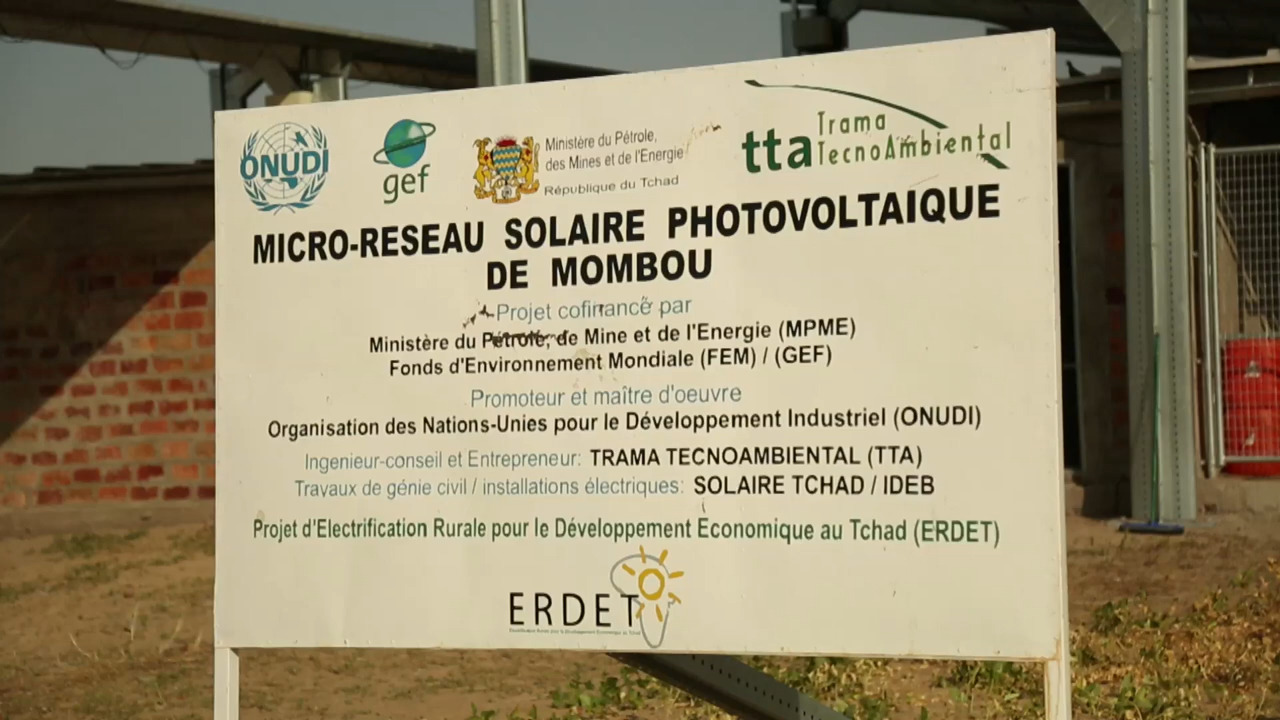 ONUDI
gef
Ministère du Pétrole,
des Mines et de l'Energie
République du Tchad
tta Trama
TecnoAmbiental
MICRO-RESEAU SOLAIRE PHOTOVOLTAIQUE
DE MOMBOU
Projet cofinancé par
Ministère du Pétrole, de Mine et de l'Energie (MPME)
Fonds d'Environnement Mondiale (FEM) / (GEF)
Promoteur et maître d'oeuvre
Organisation des Nations-Unies pour le Développement Industriel (ONUDI)
Ingenieur-conseil et Entrepreneur: TRAMA TECNOAMBIENTAL (TTA)
Travaux de génie civil / installations électriques: SOLAIRE TCHAD / IDEB
Projet d'Electrification Rurale pour le Développement Economique au Tchad (ERDET)
ERDET